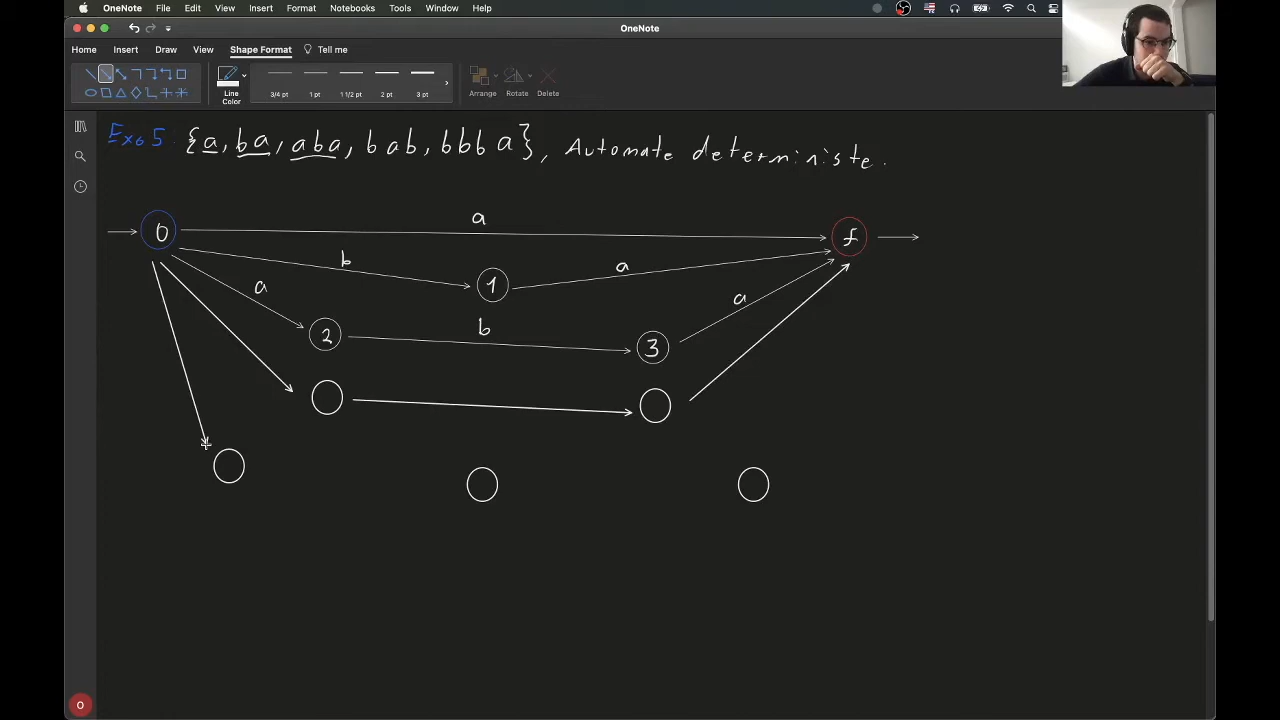 OneNote File Edit View Insert Format Notebooks Tools Window Help
OneNote
Home Insert Draw View Shape Format Tell me
Line Color 3/4 pt 1 pt 1 1/2 pt 2 pt 3 pt Arrange Rotate Delete
Exo 5 : {a, ba, aba, bab, bbba}, Automate deterministe.
0 a f
b 1 a
a 2 b 3 a
O